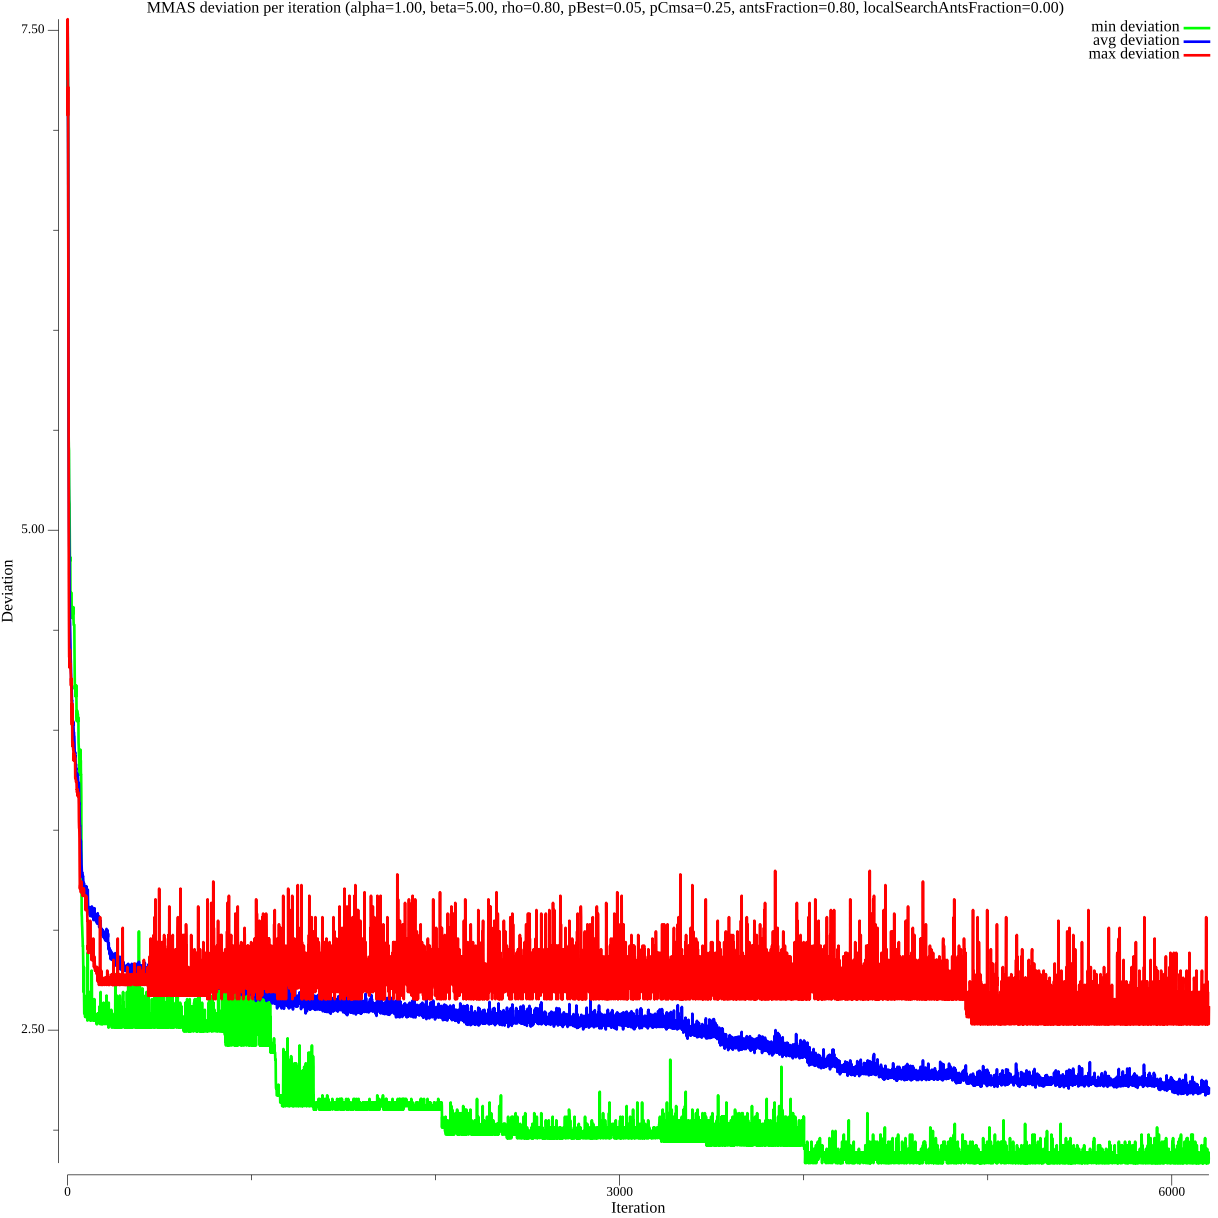 MMAS deviation per iteration (alpha=1.00, beta=5.00, rho=0.80, pBest=0.05, pCmsa=0.25, antsFraction=0.80, localSearchAntsFraction=0.00)
min deviation
avg deviation
max deviation
7.50
5.00
2.50
Deviation
0
3000
6000
Iteration